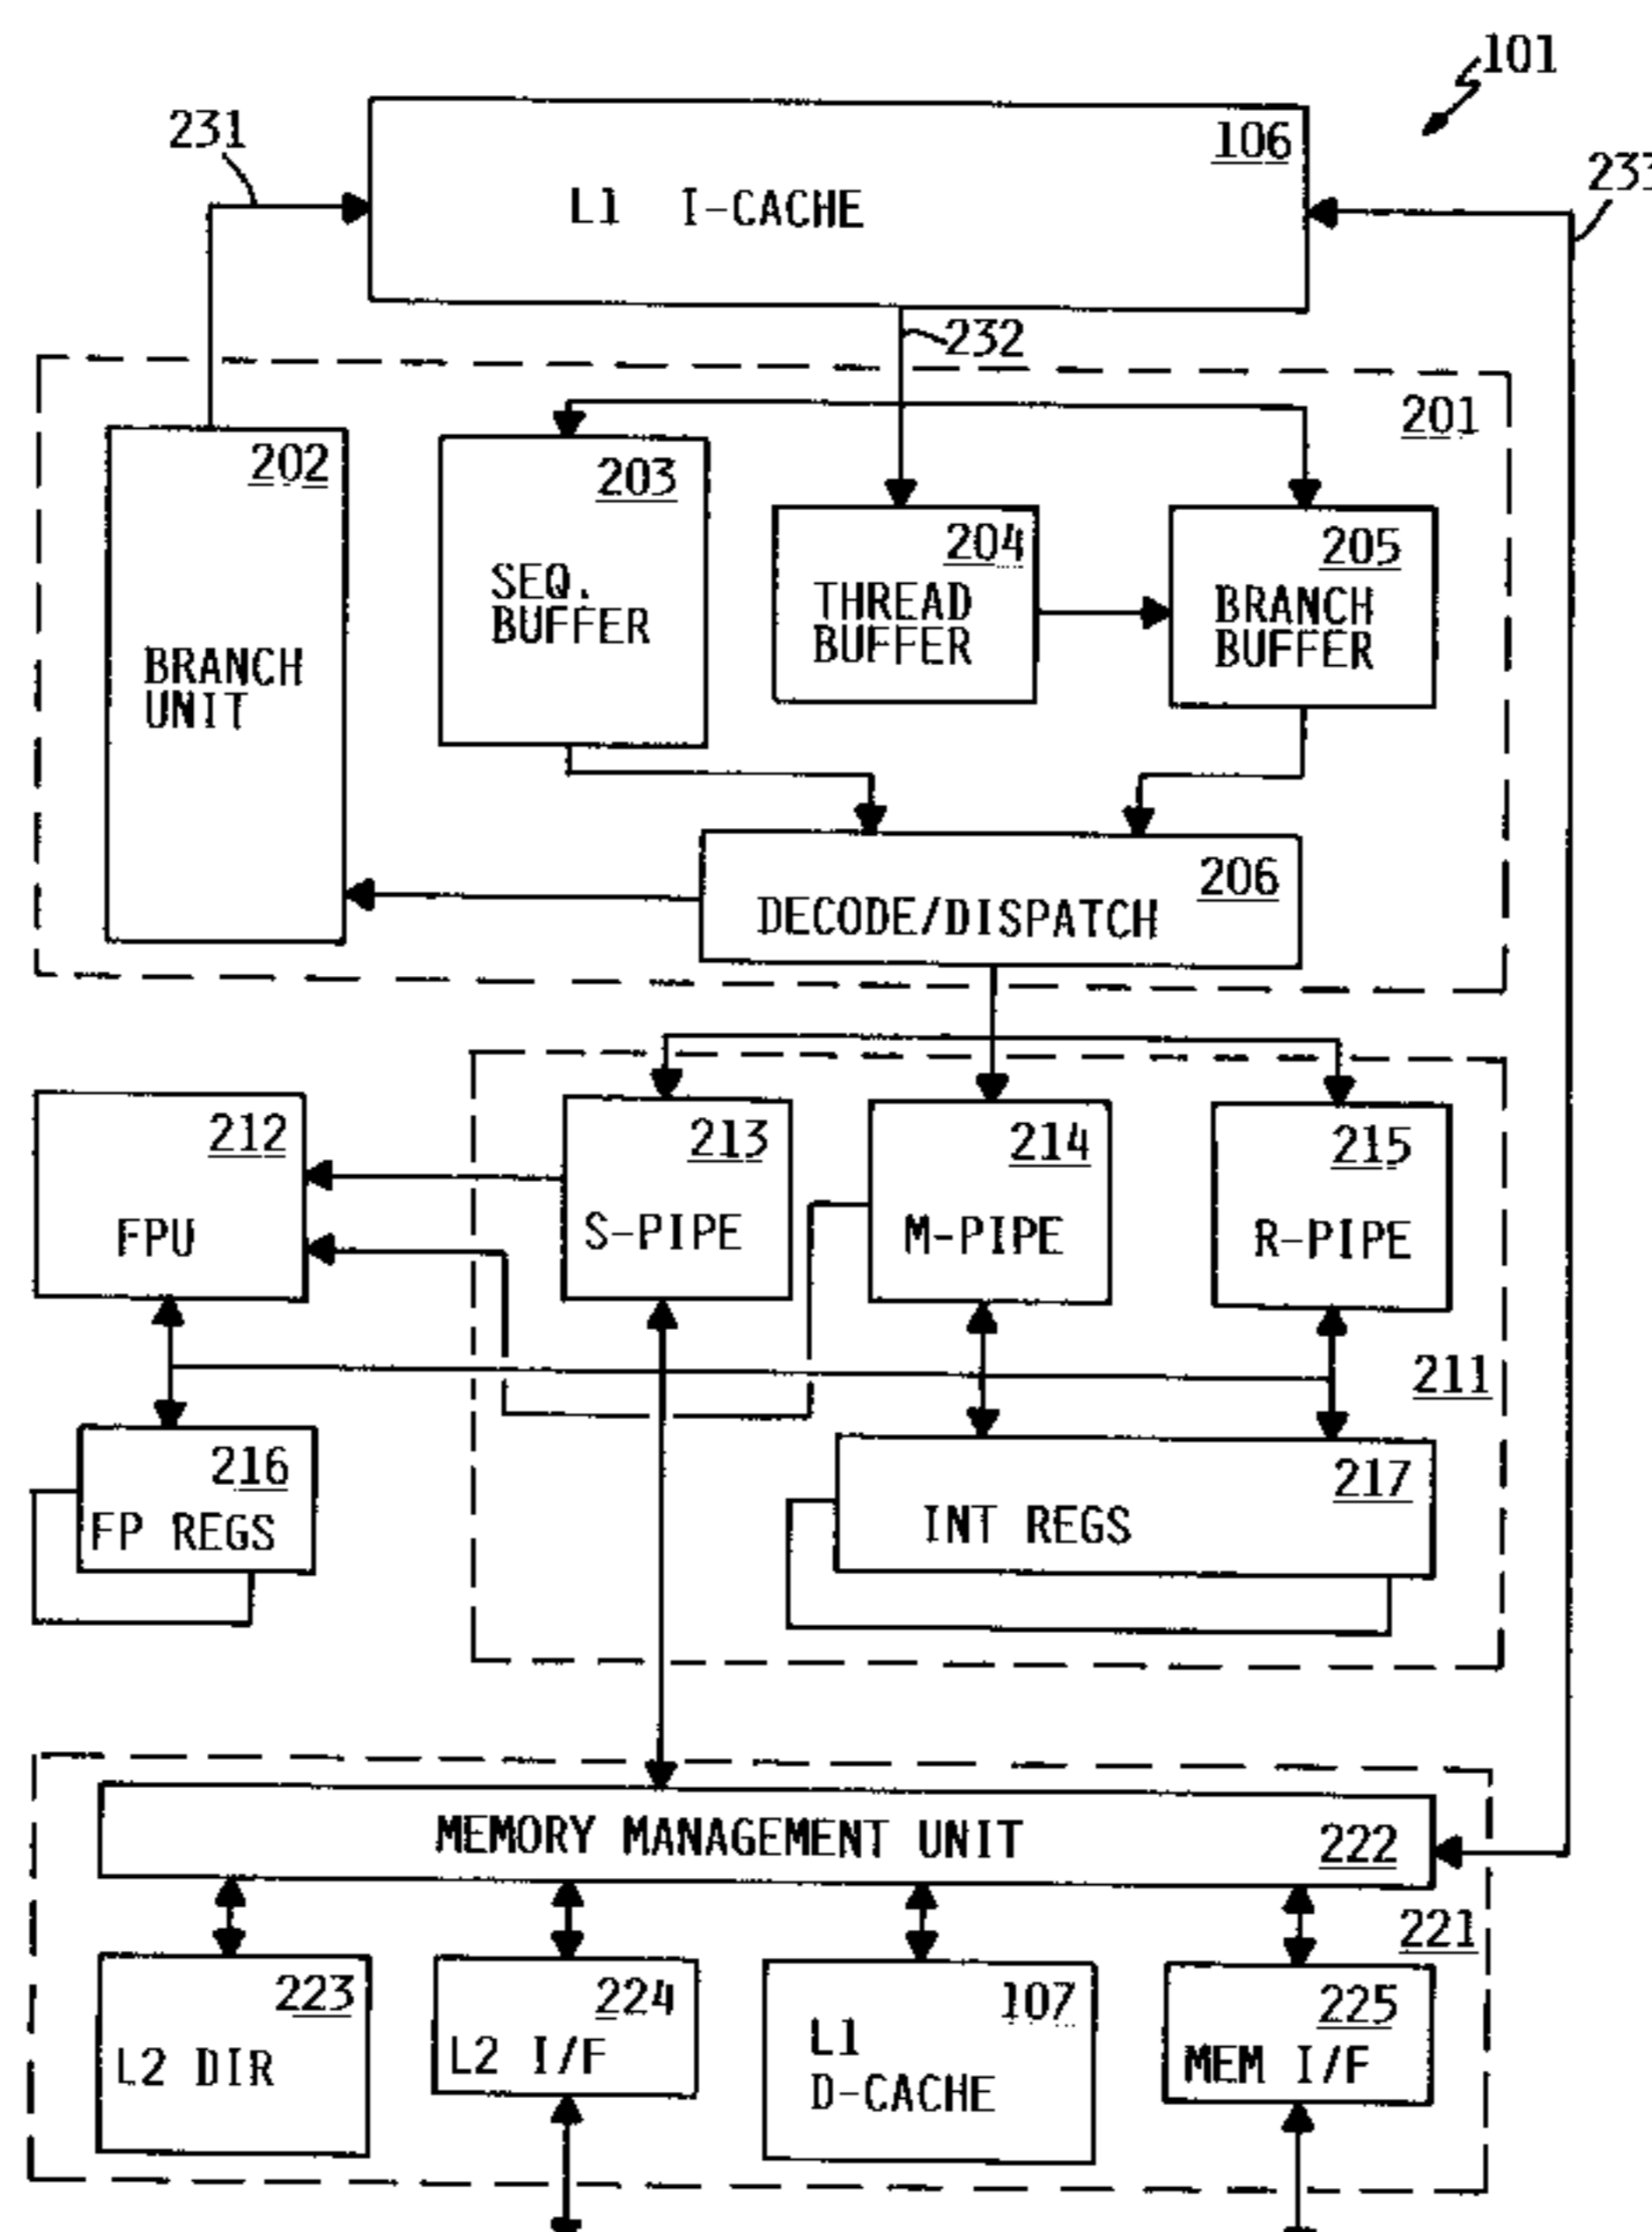 101
231
106
233
L1 I-CACHE
232
201
202
203
204
205
SEQ.
BUFFER
THREAD
BUFFER
BRANCH
BUFFER
BRANCH
UNIT
206
DECODE/DISPATCH
212
213
214
215
FPU
S-PIPE
M-PIPE
R-PIPE
211
216
217
FP REGS
INT REGS
MEMORY MANAGEMENT UNIT
222
221
223
224
107
225
L2 DIR
L2 I/F
L1
D-CACHE
MEM I/F